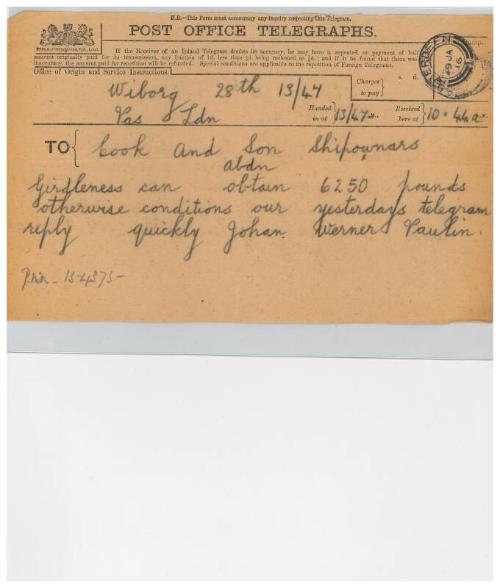 N.B.—This Form must accompany any inquiry respecting this Telegram.
POST OFFICE TELEGRAPHS.
If the Receiver of an Inland Telegram doubts its accuracy, he may have it repeated on payment of half
amount originally paid for its transmission, any fraction of 1d. less than ½d. being reckoned as ½d.; and if it be found that there was
inaccuracy, the amount paid for repetition will be refunded. Special conditions are applicable to the repetition of Foreign Telegrams.
Office of Origin and Service Instructions.
Charges to pay
s. d.
Wiborg 28th 13/47
Vas Ldn
Handed in at 13/47
Received here at 10.44a
TO Cook and Son Shipownars
abdn
Girdleness can obtain 6250 pounds
otherwise conditions our yesterdays telegram
reply quickly Johan Werner Paulin.
ABERDEEN
JA